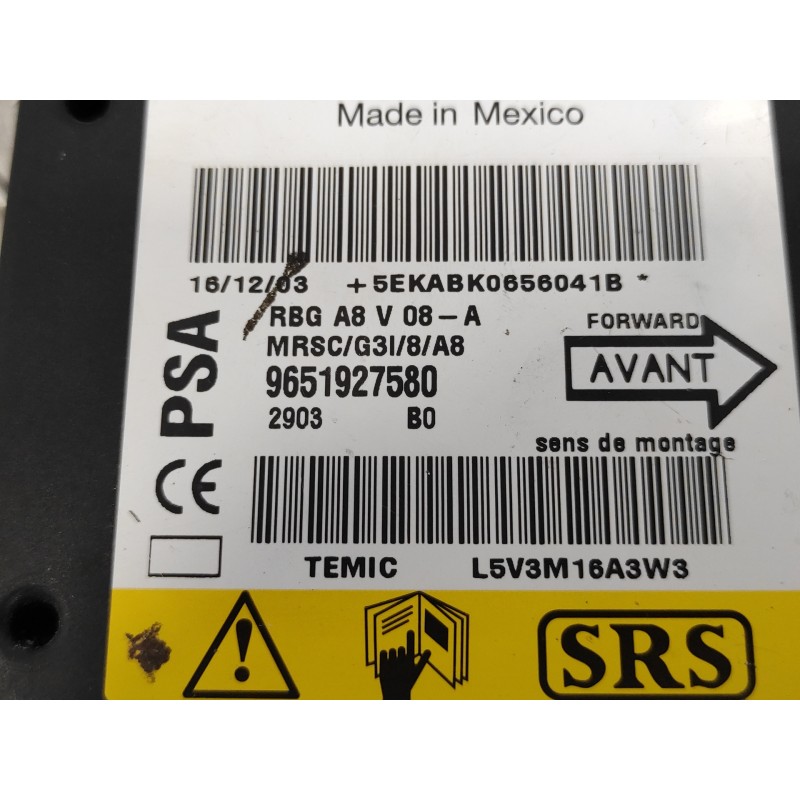 Made in Mexico
16/12/03 +5EKABK0656041B *
RBG A8 V 08-A
MRSC/G3I/8/A8
9651927580
2903 B0
PSA
CE
FORWARD
AVANT
sens de montage
TEMIC L5V3M16A3W3
SRS